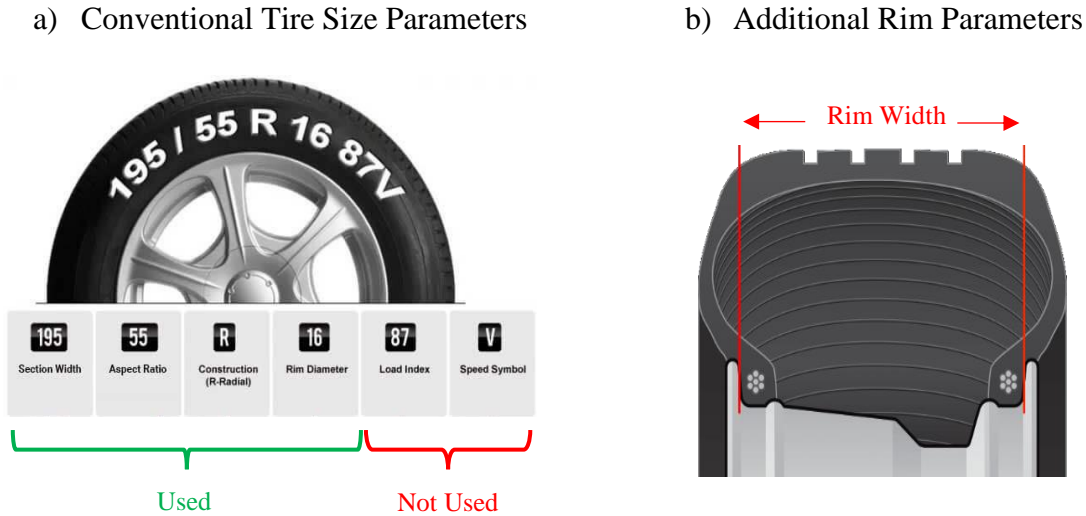 a) Conventional Tire Size Parameters
b) Additional Rim Parameters
195 / 55 R 16 87V
Rim Width
195
55
R
16
87
V
Section Width
Aspect Ratio
Construction
(R-Radial)
Rim Diameter
Load Index
Speed Symbol
Used
Not Used